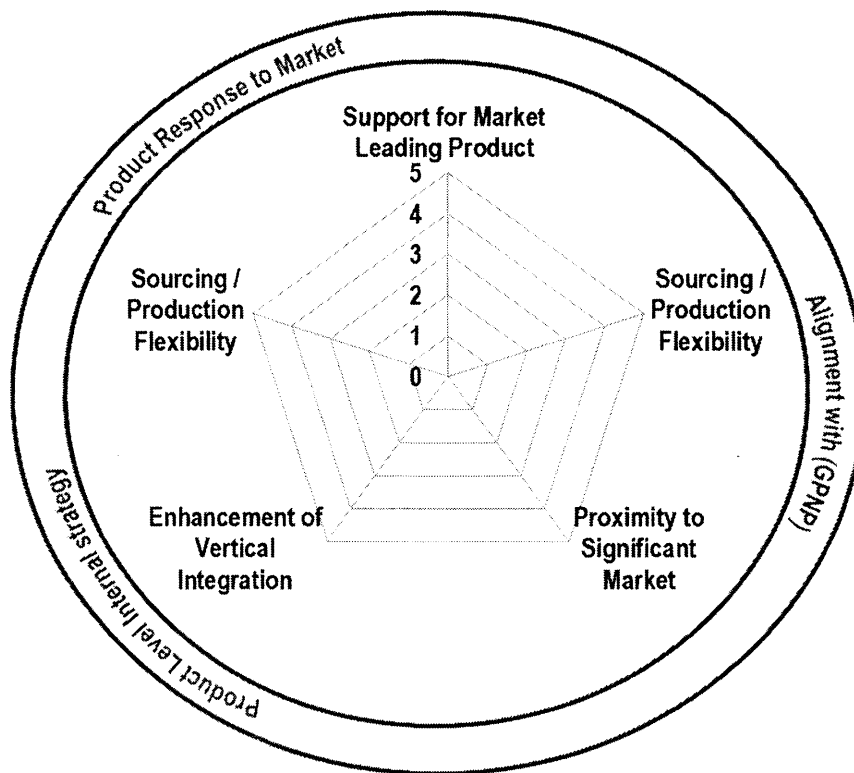 Product Response to Market
Support for Market
Leading Product
5
4
3
2
1
0
Sourcing /
Production
Flexibility
Sourcing /
Production
Flexibility
Alignment with (GPNP)
Enhancement of
Vertical
Integration
Proximity to
Significant
Market
Product Level Internal strategy